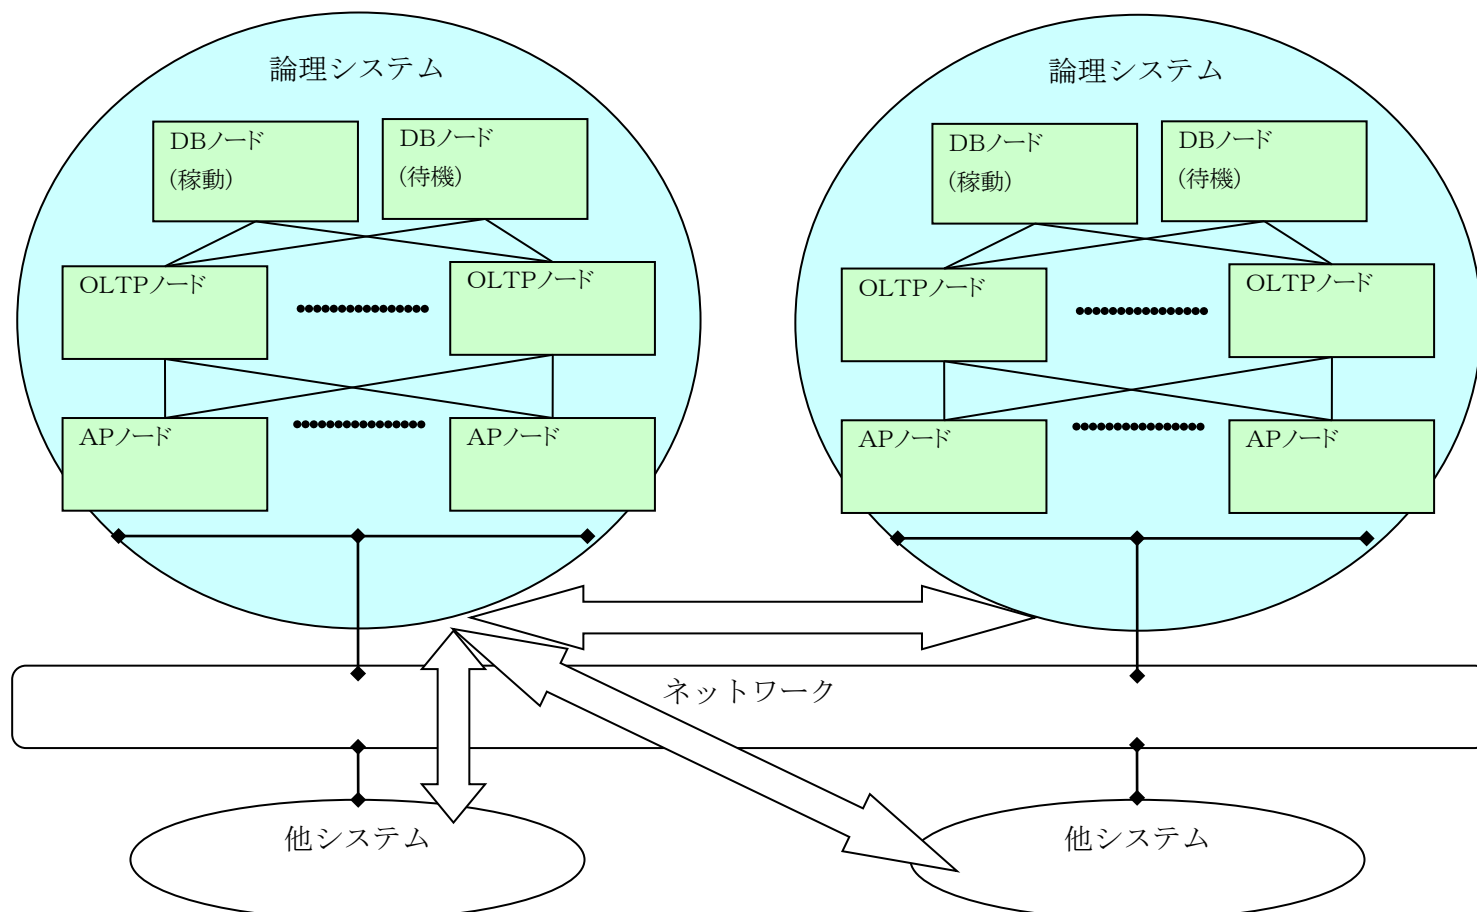 論理システム
DBノード
(稼動)
DBノード
(待機)
OLTPノード
OLTPノード
APノード
APノード
論理システム
DBノード
(稼動)
DBノード
(待機)
OLTPノード
OLTPノード
APノード
APノード
ネットワーク
他システム
他システム